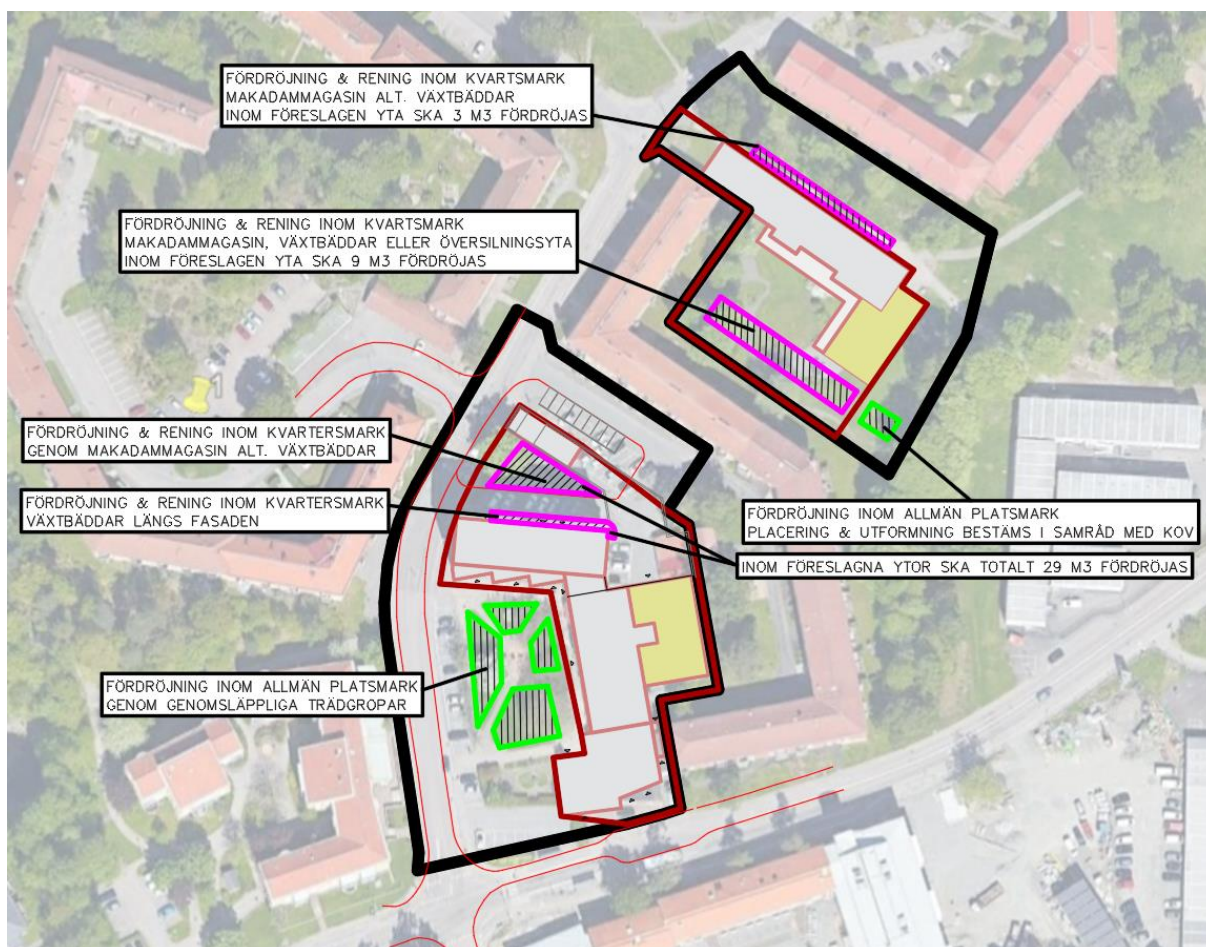 FÖRDRÖJNING & RENING INOM KVARTSMARK
MAKADAMMAGASIN ALT. VÄXTBÄDDAR
INOM FÖRESLAGEN YTA SKA 3 M3 FÖRDRÖJAS
FÖRDRÖJNING & RENING INOM KVARTSMARK
MAKADAMMAGASIN, VÄXTBÄDDAR ELLER ÖVERSILNINGSYTA
INOM FÖRESLAGEN YTA SKA 9 M3 FÖRDRÖJAS
FÖRDRÖJNING & RENING INOM KVARTERSMARK
GENOM MAKADAMMAGASIN ALT. VÄXTBÄDDAR
FÖRDRÖJNING & RENING INOM KVARTERSMARK
VÄXTBÄDDAR LÄNGS FASADEN
FÖRDRÖJNING INOM ALLMÄN PLATSMARK
PLACERING & UTFORMNING BESTÄMS I SAMRÅD MED KOV
INOM FÖRESLAGNA YTOR SKA TOTALT 29 M3 FÖRDRÖJAS
FÖRDRÖJNING INOM ALLMÄN PLATSMARK
GENOM GENOMSLÄPPLIGA TRÄDGROPAR